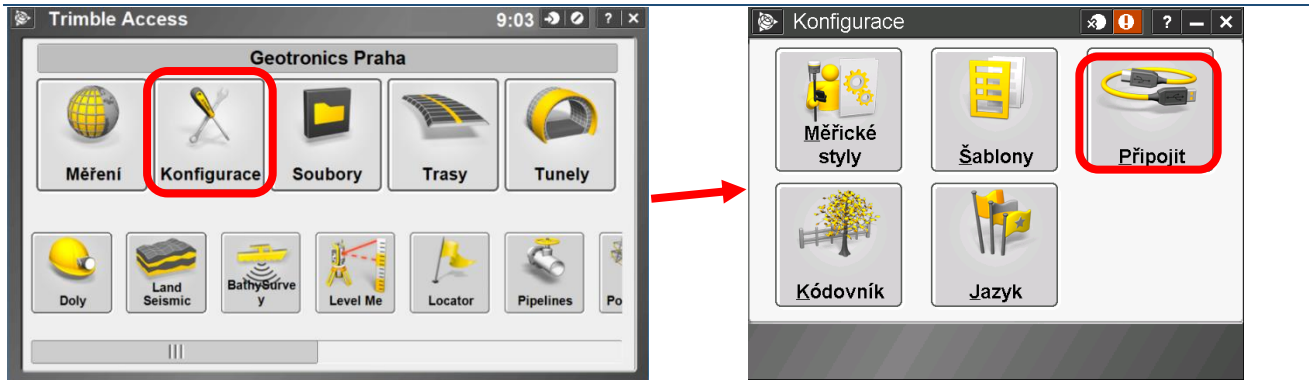 Trimble Access
9:03
?
X
Geotronics Praha
Měření
Konfigurace
Soubory
Trasy
Tunely
Doly
Land
Seismic
BathySurve
y
Level Me
Locator
Pipelines
Po
Konfigurace
?
Měřické
styly
Šablony
Připojit
Kódovník
Jazyk